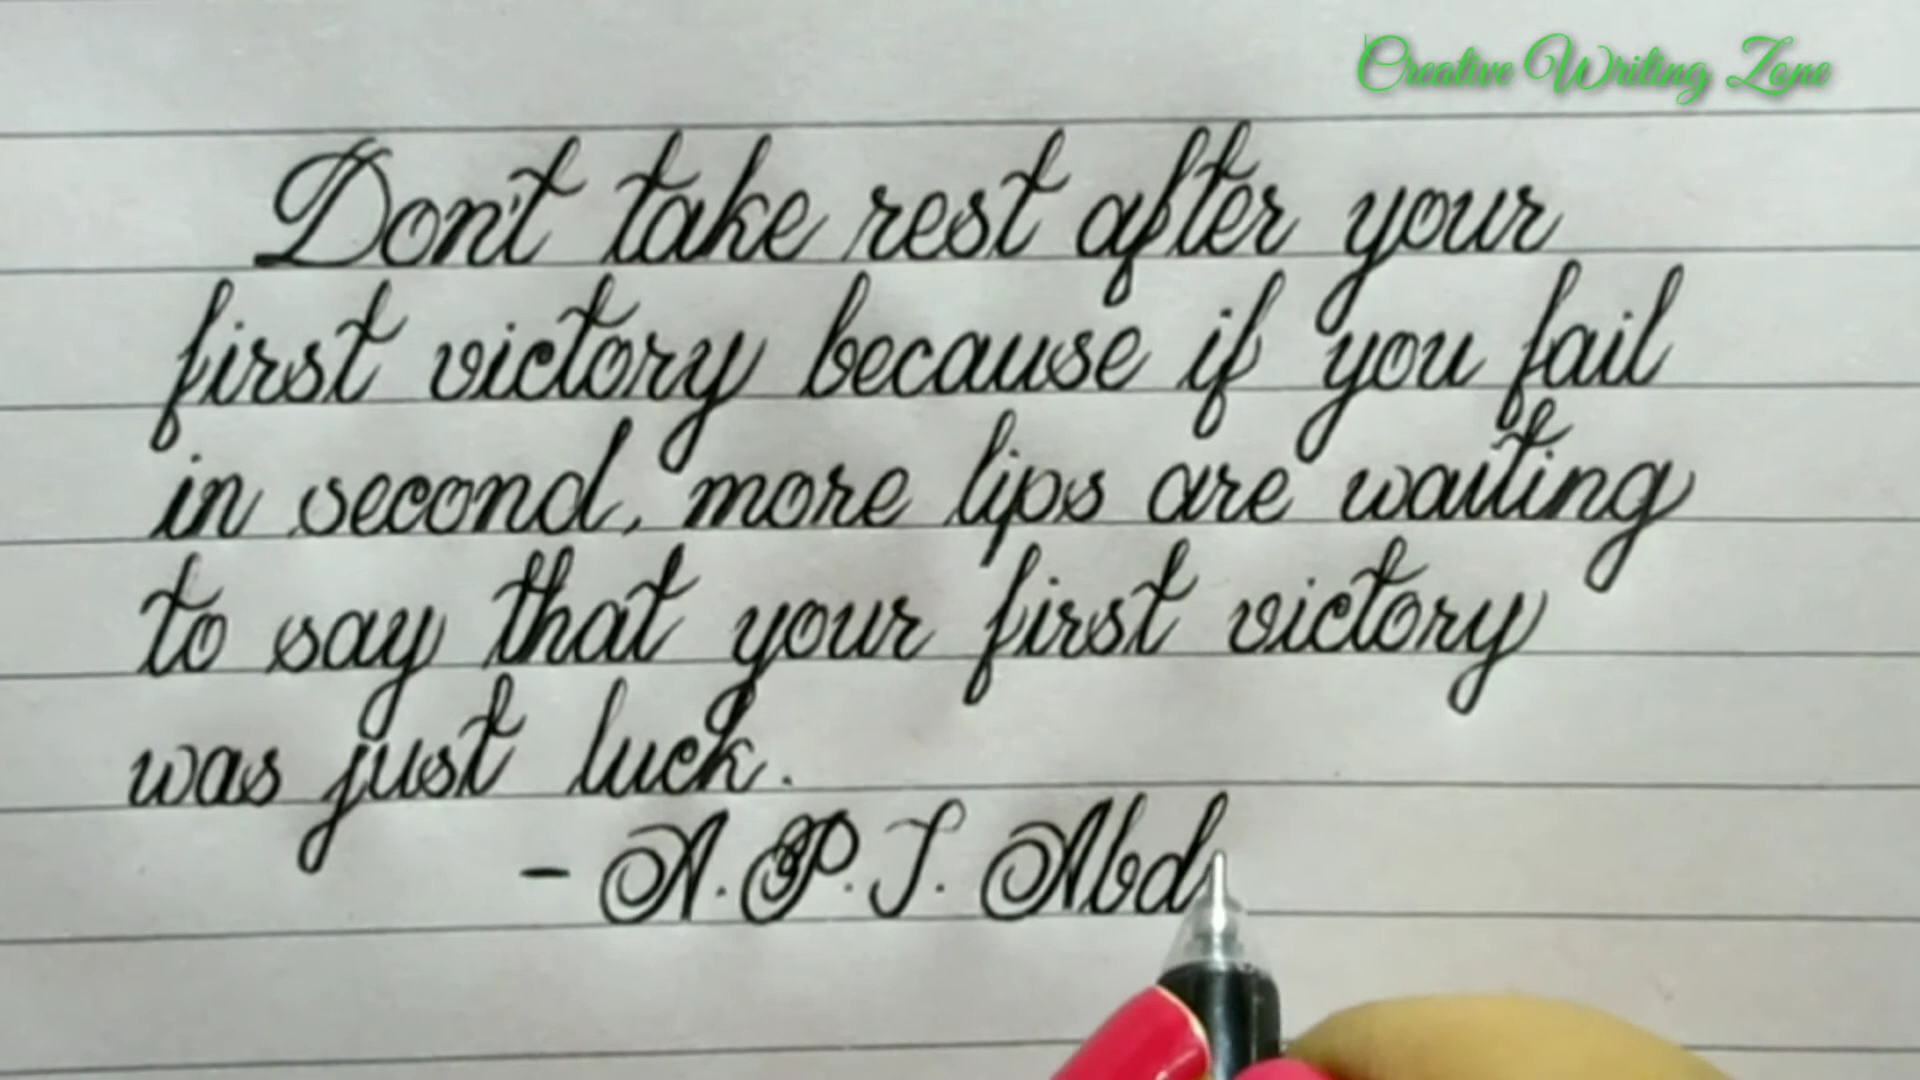 Creative Writing Zone
Don't take rest after your
first victory because if you fail
in second, more lips are waiting
to say that your first victory
was just luck.
- A.P.J. Abd